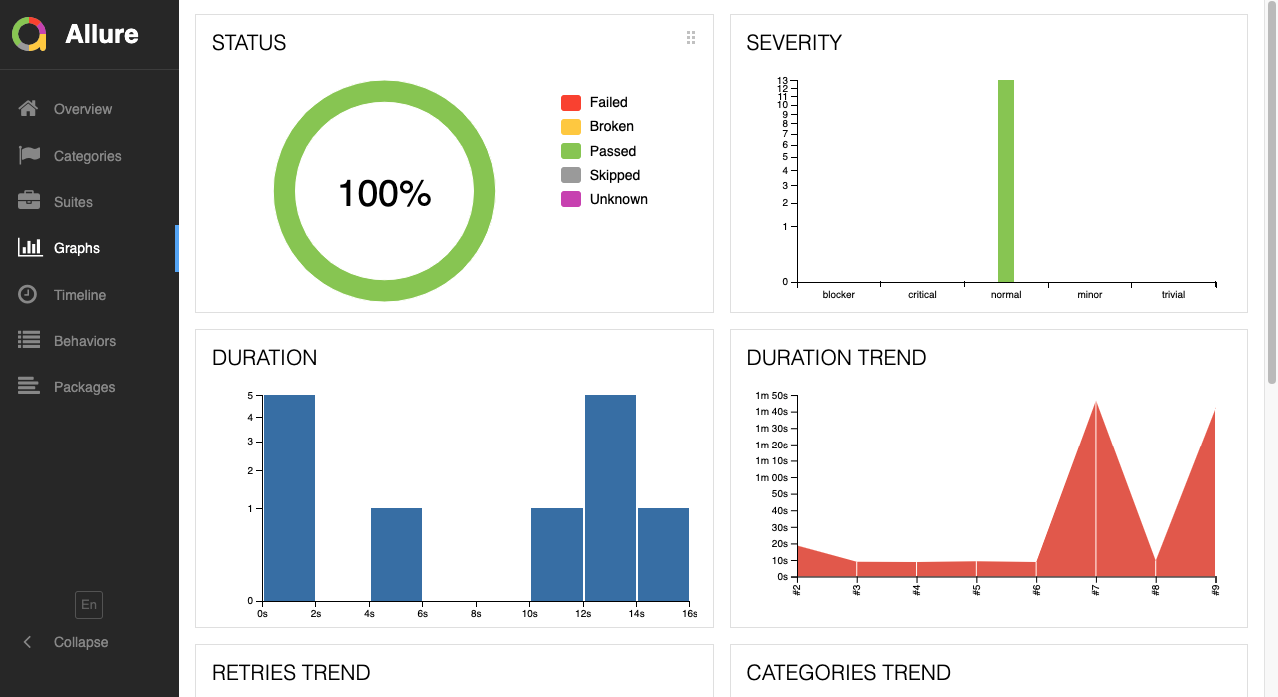 Allure
Overview
Categories
Suites
Graphs
Timeline
Behaviors
Packages
En
Collapse
STATUS
100%
Failed
Broken
Passed
Skipped
Unknown
SEVERITY
13
12
11
10
9
8
7
6
5
4
3
2
1
0
blocker critical normal minor trivial
DURATION
5
4
3
2
1
0
0s 2s 4s 6s 8s 10s 12s 14s 16s
DURATION TREND
1m 50s
1m 40s
1m 30s
1m 20s
1m 10s
1m 00s
50s
40s
30s
20s
10s
0s
#2 #3 #4 #5 #6 #7 #8 #9
RETRIES TREND
CATEGORIES TREND